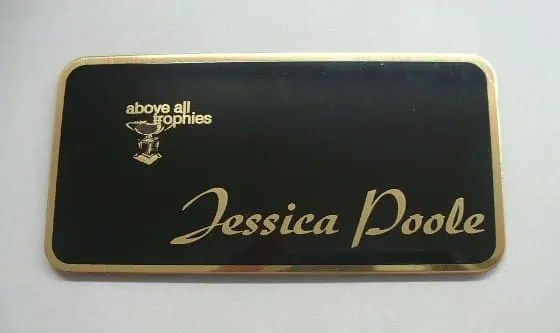 above all
trophies
Jessica Poole